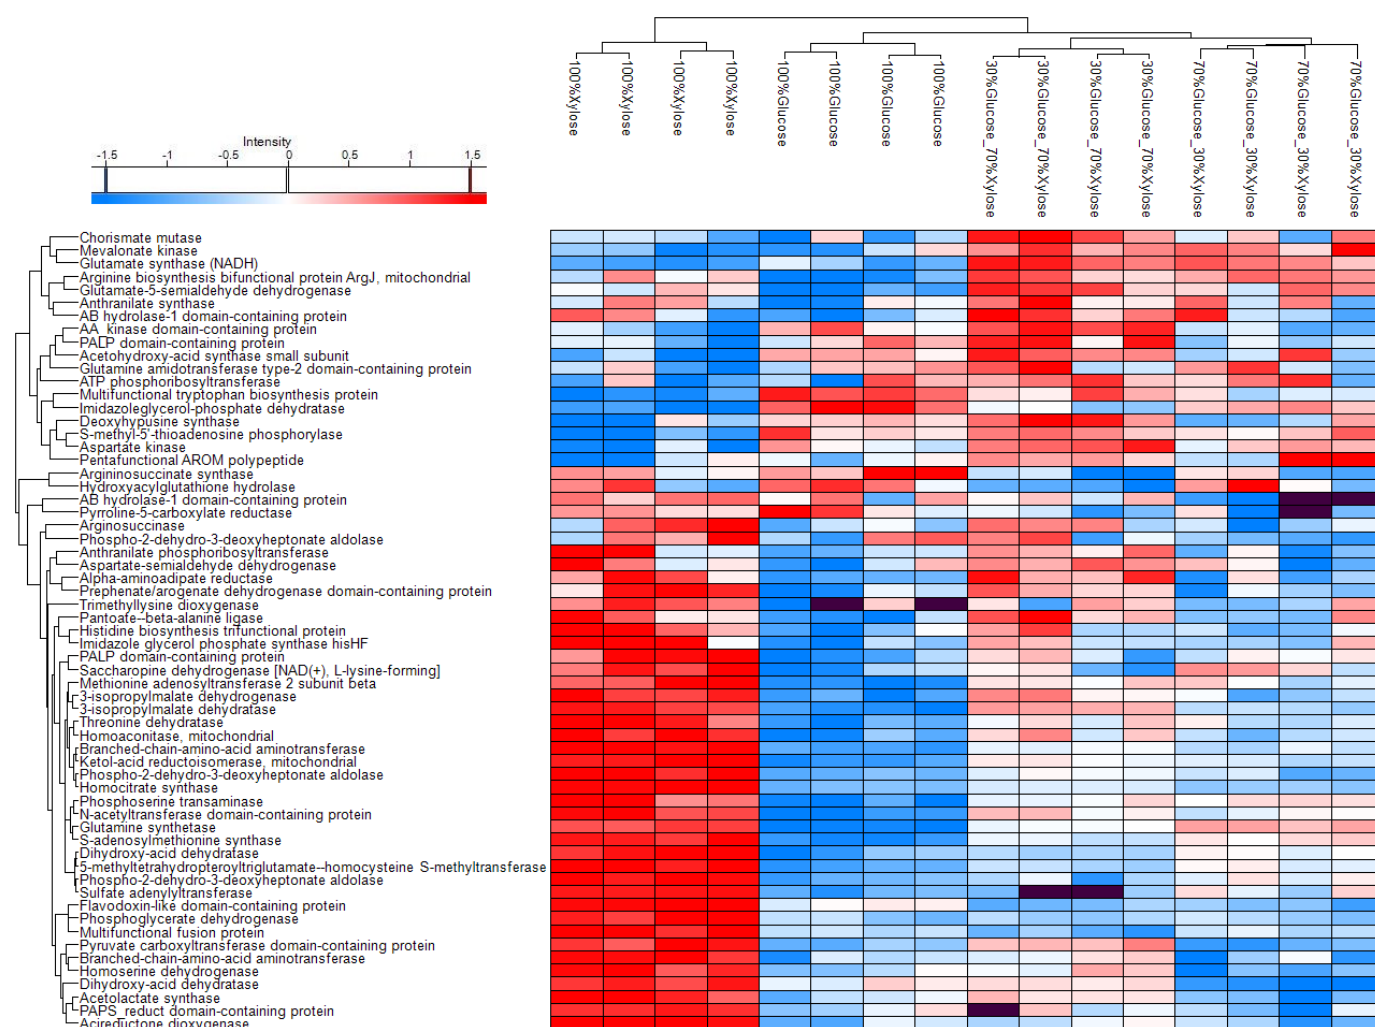 100%Xylose
100%Xylose
100%Xylose
100%Xylose
100%Glucose
100%Glucose
100%Glucose
100%Glucose
30%Glucose_70%Xylose
30%Glucose_70%Xylose
30%Glucose_70%Xylose
30%Glucose_70%Xylose
70%Glucose_30%Xylose
70%Glucose_30%Xylose
70%Glucose_30%Xylose
70%Glucose_30%Xylose
Intensity
-1.5 -1 -0.5 0 0.5 1 1.5
Chorismate mutase
Mevalonate kinase
Glutamate synthase (NADH)
Arginine biosynthesis bifunctional protein ArgJ, mitochondrial
Glutamate-5-semialdehyde dehydrogenase
Anthranilate synthase
AB hydrolase-1 domain-containing protein
AA_kinase domain-containing protein
PALP domain-containing protein
Acetohydroxy-acid synthase small subunit
Glutamine amidotransferase type-2 domain-containing protein
ATP phosphoribosyltransferase
Multifunctional tryptophan biosynthesis protein
Imidazoleglycerol-phosphate dehydratase
Deoxyhypusine synthase
S-methyl-5'-thioadenosine phosphorylase
Aspartate kinase
Pentafunctional AROM polypeptide
Argininosuccinate synthase
Hydroxyacylglutathione hydrolase
AB hydrolase-1 domain-containing protein
Pyrroline-5-carboxylate reductase
Arginosuccinase
Phospho-2-dehydro-3-deoxyheptonate aldolase
Anthranilate phosphoribosyltransferase
Aspartate-semialdehyde dehydrogenase
Alpha-aminoadipate reductase
Prephenate/arogenate dehydrogenase domain-containing protein
Trimethyllysine dioxygenase
Pantoate--beta-alanine ligase
Histidine biosynthesis trifunctional protein
Imidazole glycerol phosphate synthase hisHF
PALP domain-containing protein
Saccharopine dehydrogenase [NAD(+), L-lysine-forming]
Methionine adenosyltransferase 2 subunit beta
3-isopropylmalate dehydrogenase
3-isopropylmalate dehydratase
Threonine dehydratase
Homoaconitase, mitochondrial
Branched-chain-amino-acid aminotransferase
Ketol-acid reductoisomerase, mitochondrial
Phospho-2-dehydro-3-deoxyheptonate aldolase
Homocitrate synthase
Phosphoserine transaminase
N-acetyltransferase domain-containing protein
Glutamine synthetase
S-adenosylmethionine synthase
Dihydroxy-acid dehydratase
5-methyltetrahydropteroyltriglutamate--homocysteine S-methyltransferase
Phospho-2-dehydro-3-deoxyheptonate aldolase
Sulfate adenylyltransferase
Flavodoxin-like domain-containing protein
Phosphoglycerate dehydrogenase
Multifunctional fusion protein
Pyruvate carboxyltransferase domain-containing protein
Branched-chain-amino-acid aminotransferase
Homoserine dehydrogenase
Dihydroxy-acid dehydratase
Acetolactate synthase
PAPS_reduct domain-containing protein
Acireductone dioxygenase